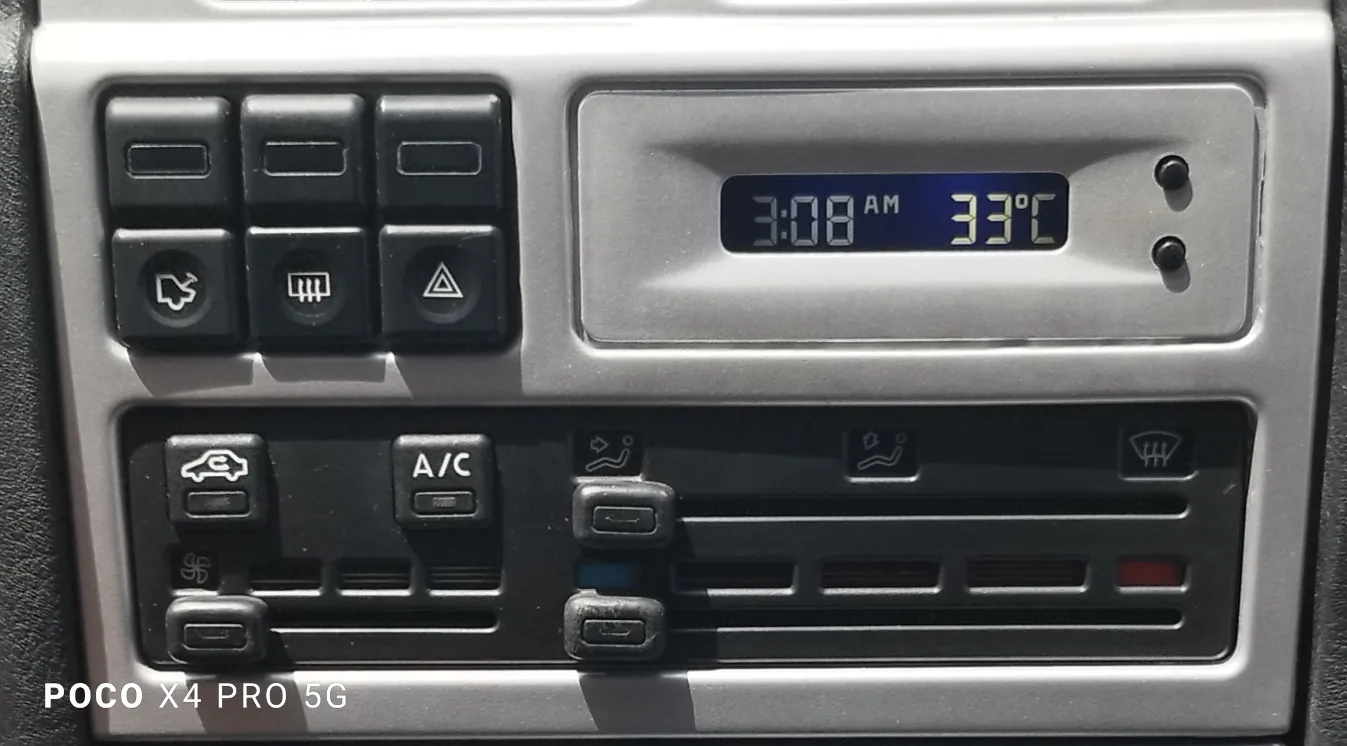 3:08 AM 33°C
A/C
POCO X4 PRO 5G